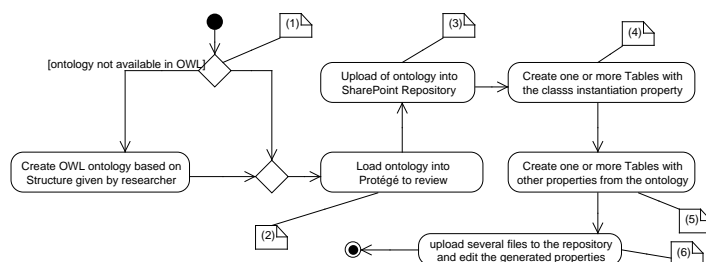 (1)
(3)
(4)
[ontology not available in OWL]
Upload of ontology into
SharePoint Repository
Create one or more Tables with
the classs instantiation property
Create OWL ontology based on
Structure given by researcher
Load ontology into
Protégé to review
Create one or more Tables with
other properties from the ontology
(2)
(5)
upload several files to the repository
and edit the generated properties
(6)